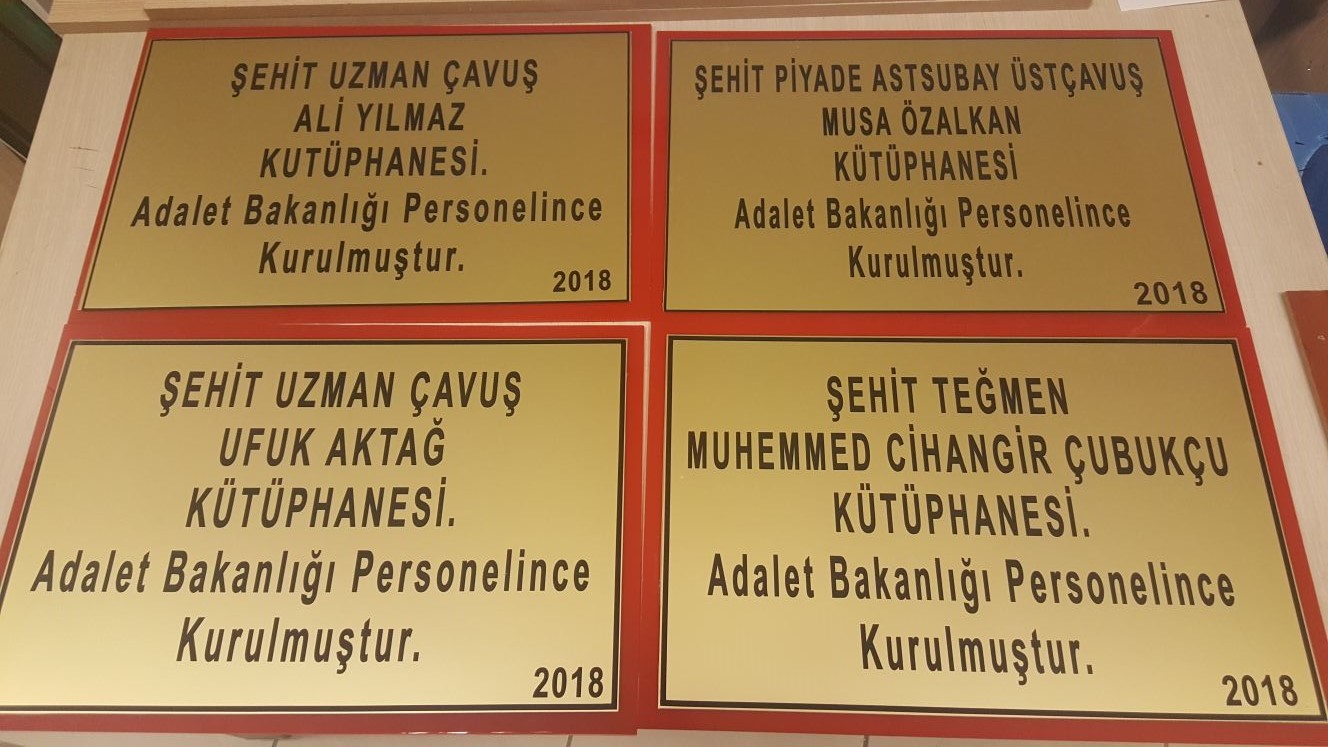 ŞEHİT UZMAN ÇAVUŞ
ALİ YILMAZ
KUTÜPHANESİ.
Adalet Bakanlığı Personelince
Kurulmuştur.
2018
ŞEHİT PİYADE ASTSUBAY ÜSTÇAVUŞ
MUSA ÖZALKAN
KÜTÜPHANESİ
Adalet Bakanlığı Personelince
Kurulmuştur.
2018
ŞEHİT UZMAN ÇAVUŞ
UFUK AKTAĞ
KÜTÜPHANESİ.
Adalet Bakanlığı Personelince
Kurulmuştur.
2018
ŞEHİT TEĞMEN
MUHEMMED CİHANGİR ÇUBUKÇU
KÜTÜPHANESİ.
Adalet Bakanlığı Personelince
Kurulmuştur.
2018